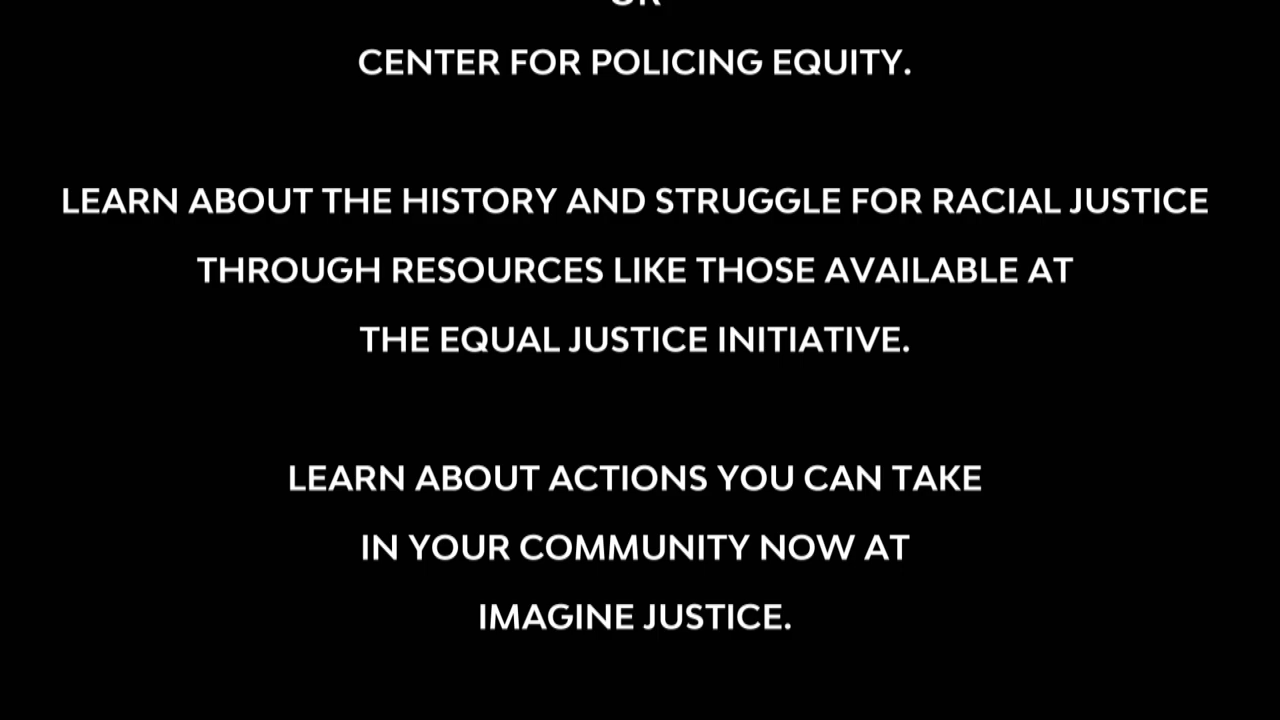 OR
CENTER FOR POLICING EQUITY.
LEARN ABOUT THE HISTORY AND STRUGGLE FOR RACIAL JUSTICE
THROUGH RESOURCES LIKE THOSE AVAILABLE AT
THE EQUAL JUSTICE INITIATIVE.
LEARN ABOUT ACTIONS YOU CAN TAKE
IN YOUR COMMUNITY NOW AT
IMAGINE JUSTICE.